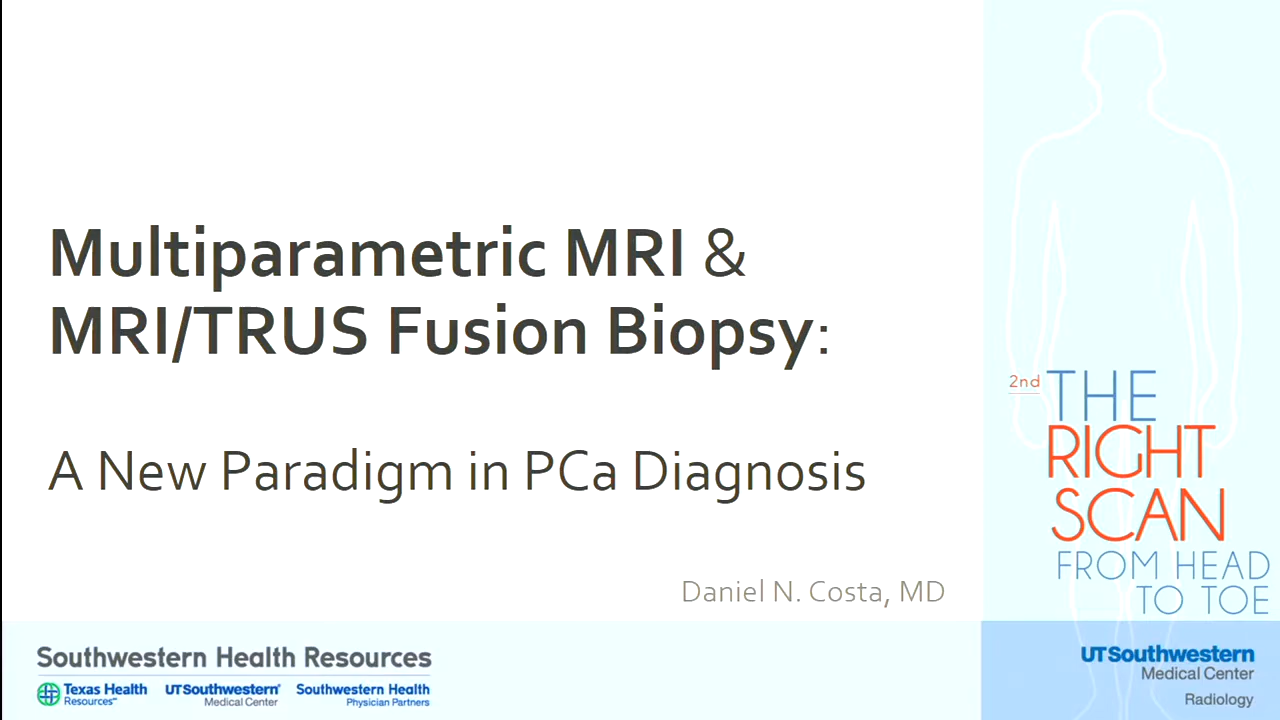 Multiparametric MRI &
MRI/TRUS Fusion Biopsy:
A New Paradigm in PCa Diagnosis
Daniel N. Costa, MD
2nd
THE
RIGHT
SCAN
FROM HEAD
TO TOE
Southwestern Health Resources
Texas Health
Resources℠
UTSouthwestern®
Medical Center
Southwestern Health
Physician Partners
UTSouthwestern
Medical Center
Radiology